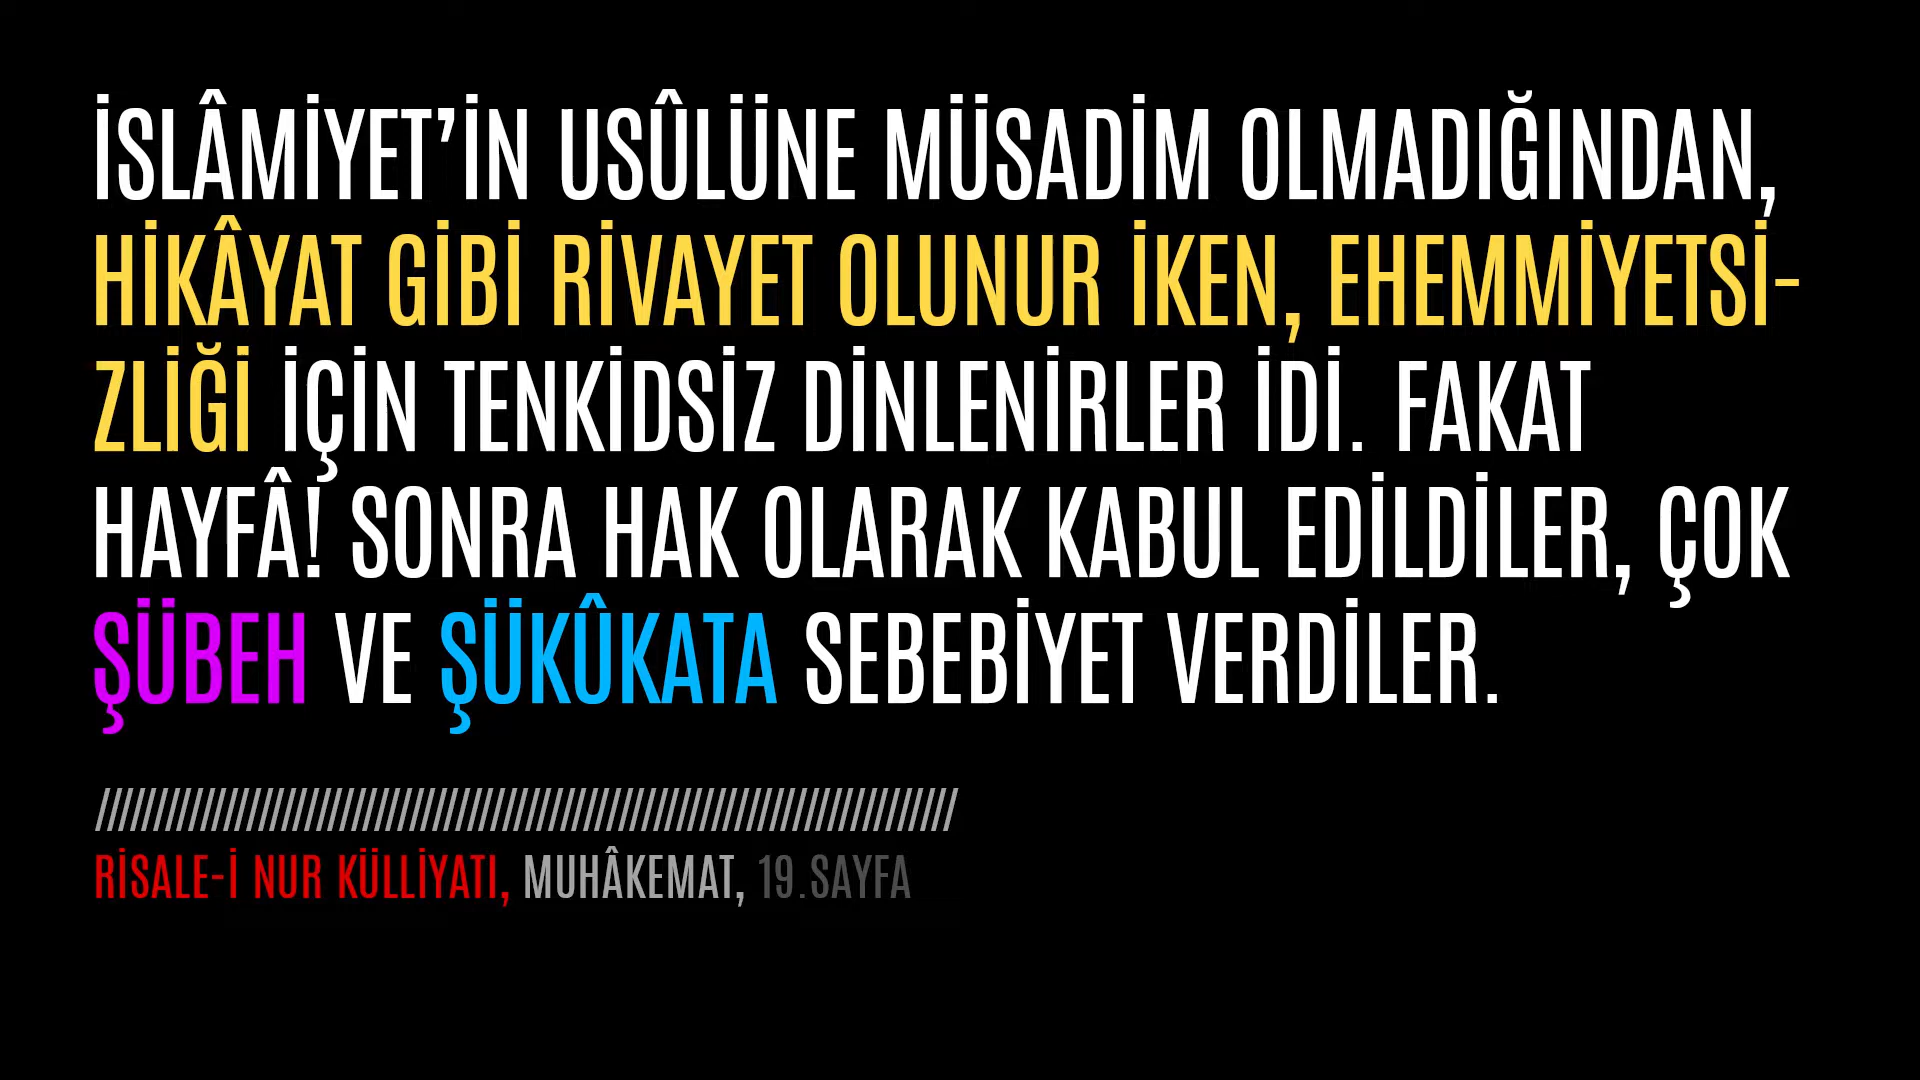 İSLÂMİYET’İN USÛLÜNE MÜSADİM OLMADIĞINDAN,
HİKÂYAT GİBİ RİVAYET OLUNUR İKEN, EHEMMİYETSİ-
ZLİĞİ İÇİN TENKİDSİZ DİNLENİRLER İDİ. FAKAT
HAYFÂ! SONRA HAK OLARAK KABUL EDİLDİLER, ÇOK
ŞÜBEH VE ŞÜKÛKATA SEBEBİYET VERDİLER.
//////////////////////////////////////////////////////////////////////////
RİSALE-İ NUR KÜLLİYATI, MUHÂKEMAT, 19.SAYFA